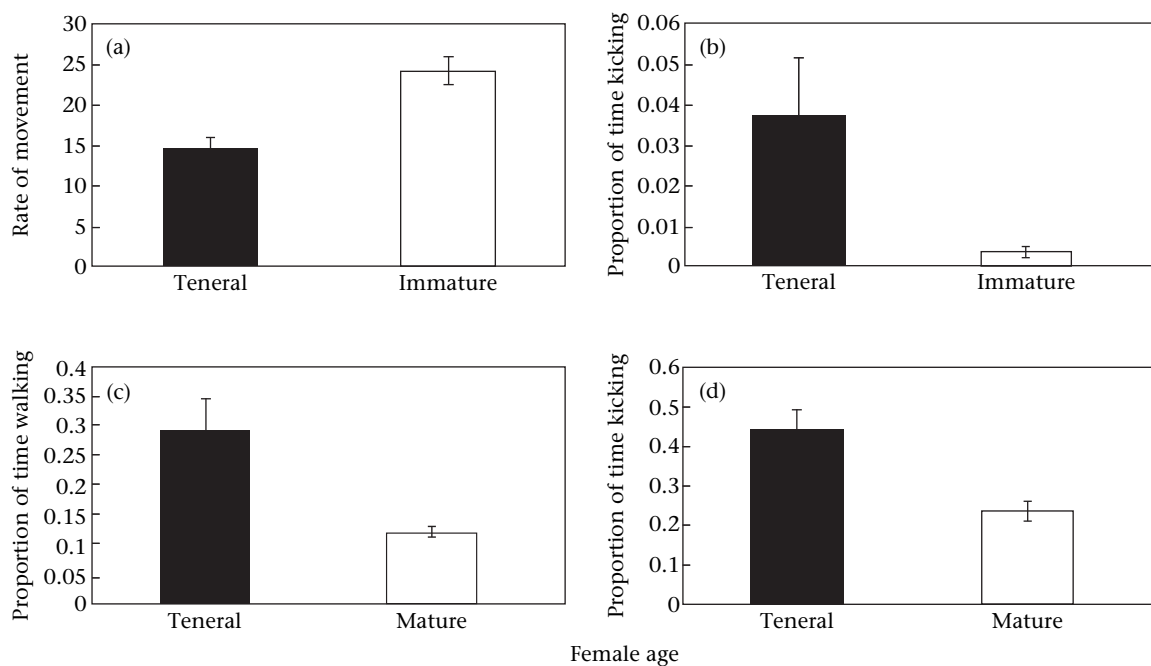 (a)
Rate of movement
30
25
20
15
10
5
0
Teneral Immature
(b)
Proportion of time kicking
0.06
0.05
0.04
0.03
0.02
0.01
0
Teneral Immature
(c)
Proportion of time walking
0.4
0.35
0.3
0.25
0.2
0.15
0.1
0.05
0
Teneral Mature
(d)
Proportion of time kicking
0.6
0.5
0.4
0.3
0.2
0.1
0
Teneral Mature
Female age